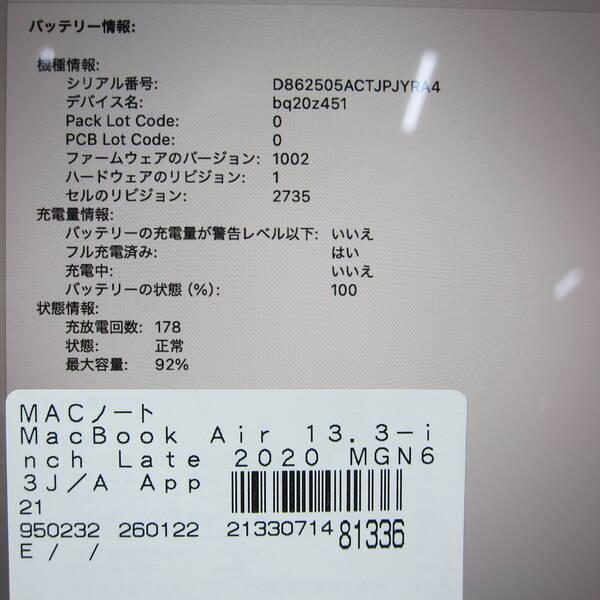 バッテリー情報:
機種情報:
シリアル番号: D862505ACTJPJYRA4
デバイス名: bq20z451
Pack Lot Code: 0
PCB Lot Code: 0
ファームウェアのバージョン: 1002
ハードウェアのリビジョン: 1
セルのリビジョン: 2735
充電量情報:
バッテリーの充電量が警告レベル以下: いいえ
フル充電済み: はい
充電中: いいえ
バッテリーの状態（%）: 100
状態情報:
充放電回数: 178
状態: 正常
最大容量: 92%
ＭＡＣノート
ＭａｃＢｏｏｋ　Ａｉｒ　１３．３－ｉ
ｎｃｈ　Ｌａｔｅ　２０２０　ＭＧＮ６
３Ｊ／Ａ　Ａｐｐ
21
950232 260122 21330714 81336
Ｅ／　／